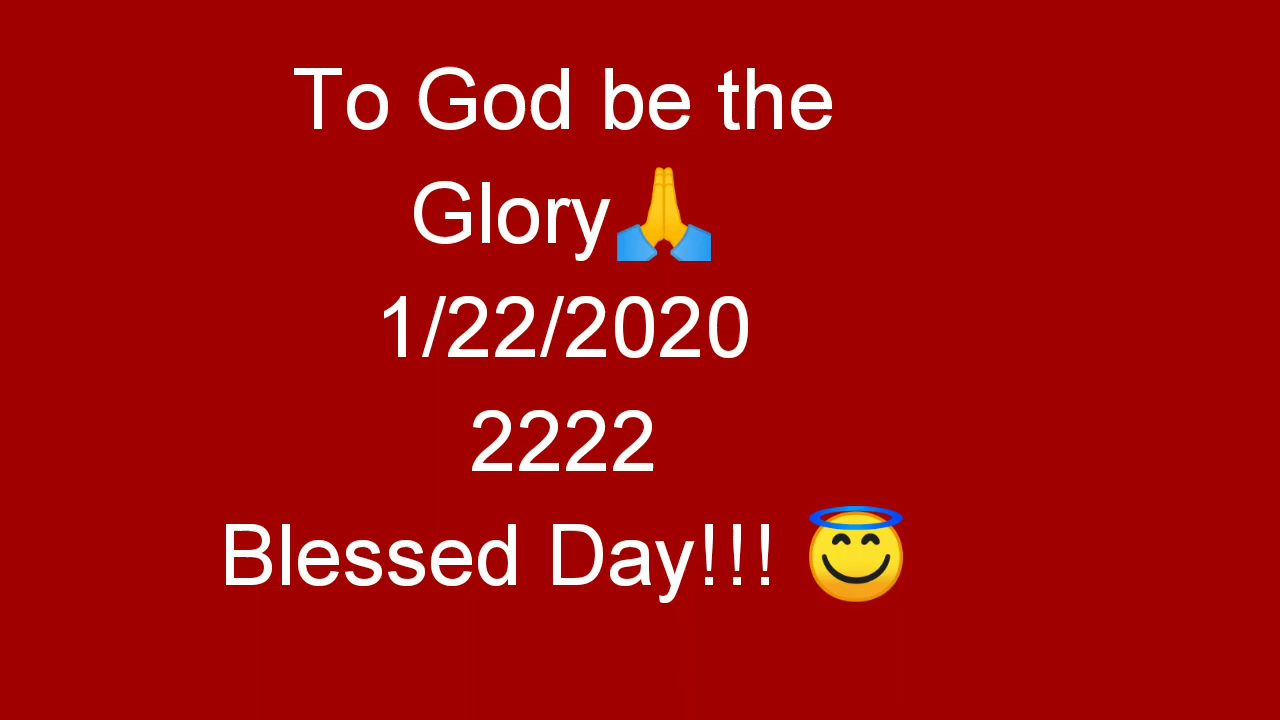 To God be the
Glory🙏
1/22/2020
2222
Blessed Day!!! 😇